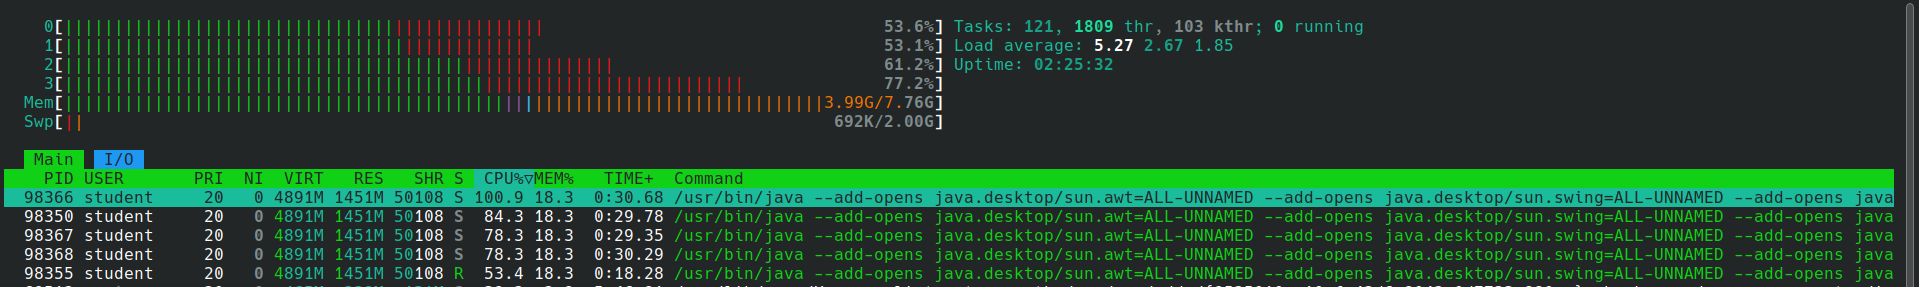 0[53.6%] Tasks: 121, 1809 thr, 103 kthr; 0 running
1[53.1%] Load average: 5.27 2.67 1.85
2[61.2%] Uptime: 02:25:32
3[77.2%]
Mem[3.99G/7.76G]
Swp[692K/2.00G]
Main I/O
PID USER PRI NI VIRT RES SHR S CPU%▽MEM% TIME+ Command
98366 student 20 0 4891M 1451M 50108 S 100.9 18.3 0:30.68 /usr/bin/java --add-opens java.desktop/sun.awt=ALL-UNNAMED --add-opens java.desktop/sun.swing=ALL-UNNAMED --add-opens java
98350 student 20 0 4891M 1451M 50108 S 84.3 18.3 0:29.78 /usr/bin/java --add-opens java.desktop/sun.awt=ALL-UNNAMED --add-opens java.desktop/sun.swing=ALL-UNNAMED --add-opens java
98367 student 20 0 4891M 1451M 50108 S 78.3 18.3 0:29.35 /usr/bin/java --add-opens java.desktop/sun.awt=ALL-UNNAMED --add-opens java.desktop/sun.swing=ALL-UNNAMED --add-opens java
98368 student 20 0 4891M 1451M 50108 S 78.3 18.3 0:30.29 /usr/bin/java --add-opens java.desktop/sun.awt=ALL-UNNAMED --add-opens java.desktop/sun.swing=ALL-UNNAMED --add-opens java
98355 student 20 0 4891M 1451M 50108 R 53.4 18.3 0:18.28 /usr/bin/java --add-opens java.desktop/sun.awt=ALL-UNNAMED --add-opens java.desktop/sun.swing=ALL-UNNAMED --add-opens java